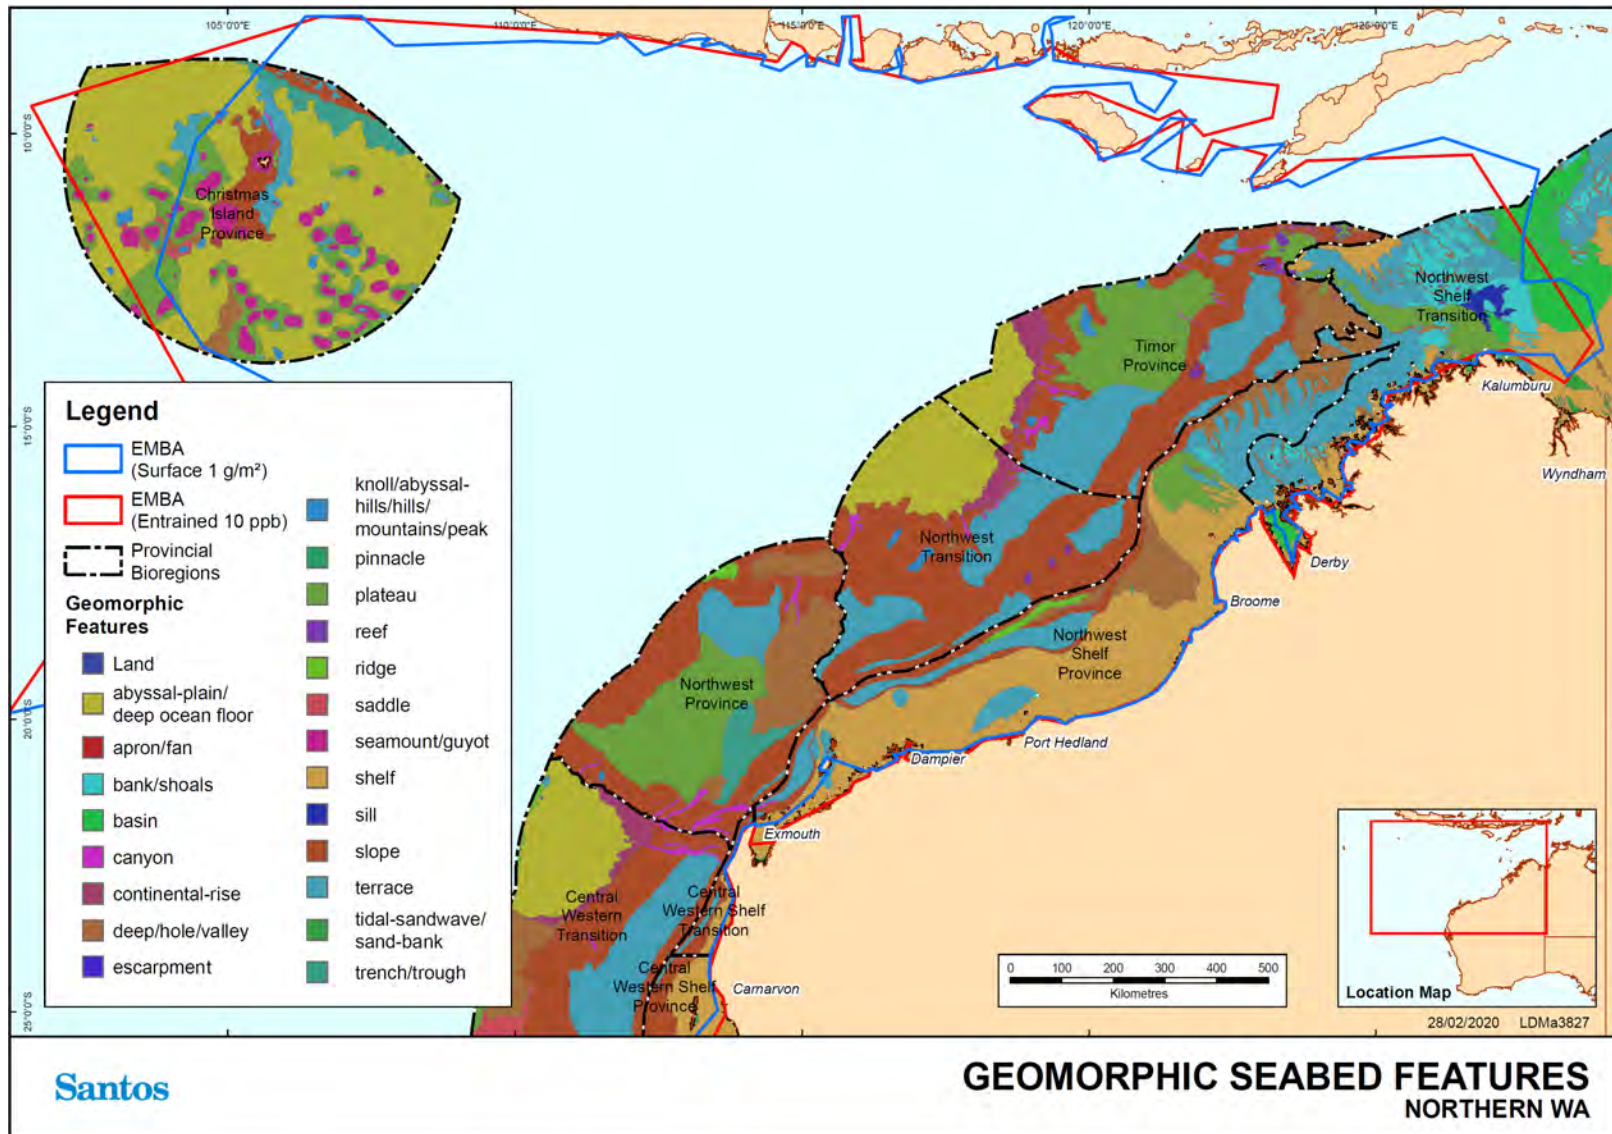 105°0'0"E
110°0'0"E
115°0'0"E
120°0'0"E
125°0'0"E
10°0'0"S
15°0'0"S
20°0'0"S
25°0'0"S
Christmas
Island
Province
Northwest
Shelf
Transition
Timor
Province
Kalumburu
Wyndham
Northwest
Transition
Derby
Broome
Northwest
Shelf
Province
Northwest
Province
Port Hedland
Dampier
Exmouth
Central
Western
Transition
Central
Western Shelf
Transition
Central
Western Shelf
Province
Carnarvon
Legend
EMBA
(Surface 1 g/m²)
EMBA
(Entrained 10 ppb)
Provincial
Bioregions
Geomorphic
Features
Land
abyssal-plain/
deep ocean floor
apron/fan
bank/shoals
basin
canyon
continental-rise
deep/hole/valley
escarpment
knoll/abyssal-
hills/hills/
mountains/peak
pinnacle
plateau
reef
ridge
saddle
seamount/guyot
shelf
sill
slope
terrace
tidal-sandwave/
sand-bank
trench/trough
0 100 200 300 400 500
Kilometres
Location Map
28/02/2020 LDMa3827
Santos
GEOMORPHIC SEABED FEATURES
NORTHERN WA